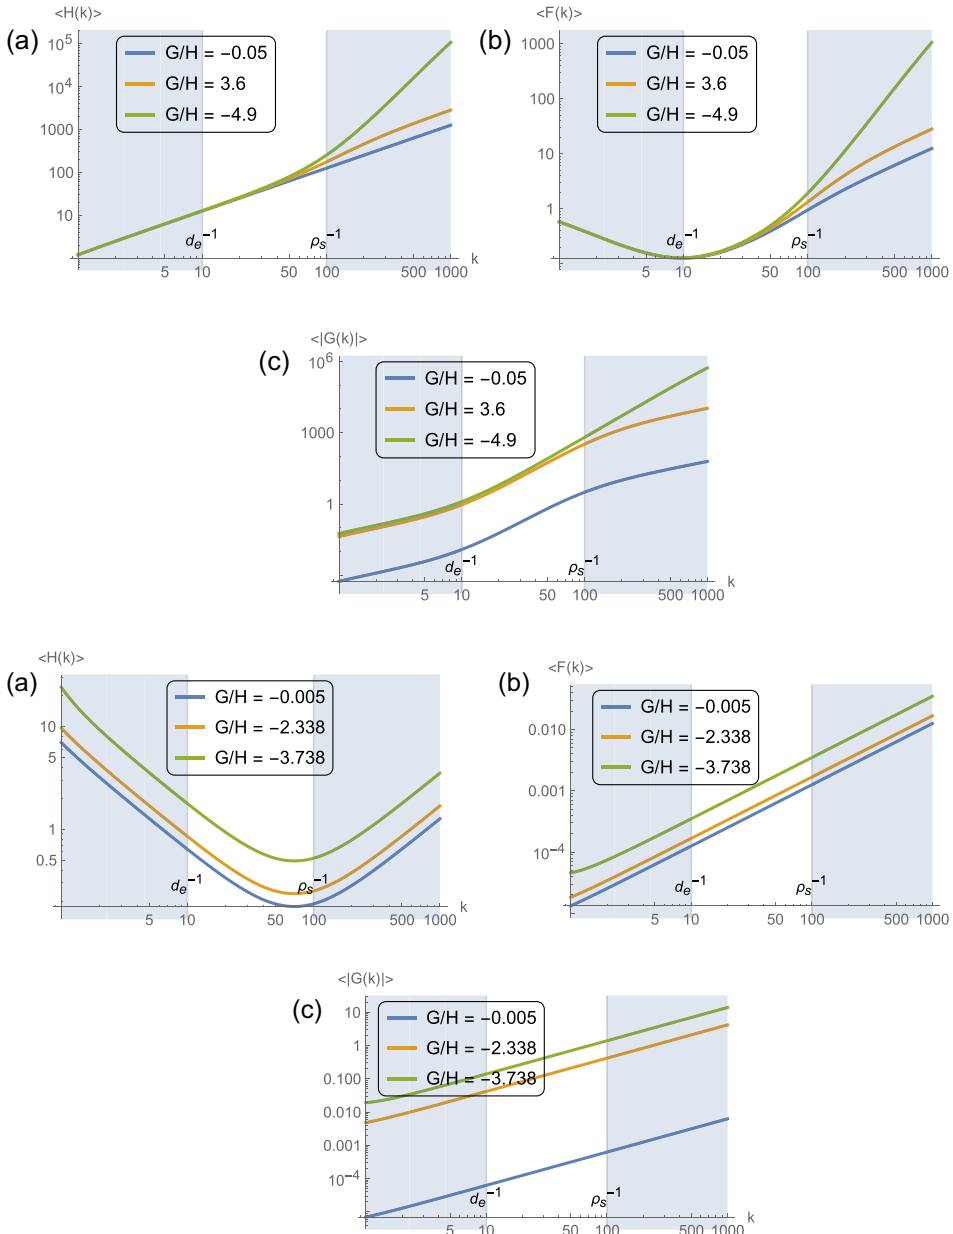 <H(k)>
(a)
G/H = −0.05
G/H = 3.6
G/H = −4.9
10^5
10^4
1000
100
10
d_e^−1
ρ_s^−1
5 10 50 100 500 1000
k
<F(k)>
(b)
G/H = −0.05
G/H = 3.6
G/H = −4.9
1000
100
10
1
d_e^−1
ρ_s^−1
5 10 50 100 500 1000
k
<|G(k)|>
(c)
G/H = −0.05
G/H = 3.6
G/H = −4.9
10^6
1000
1
d_e^−1
ρ_s^−1
5 10 50 100 500 1000
k
<H(k)>
(a)
G/H = −0.005
G/H = −2.338
G/H = −3.738
10
5
1
0.5
d_e^−1
ρ_s^−1
5 10 50 100 500 1000
k
<F(k)>
(b)
G/H = −0.005
G/H = −2.338
G/H = −3.738
0.010
0.001
10^−4
d_e^−1
ρ_s^−1
5 10 50 100 500 1000
k
<|G(k)|>
(c)
G/H = −0.005
G/H = −2.338
G/H = −3.738
10
1
0.100
0.010
0.001
10^−4
d_e^−1
ρ_s^−1
5 10 50 100 500 1000
k